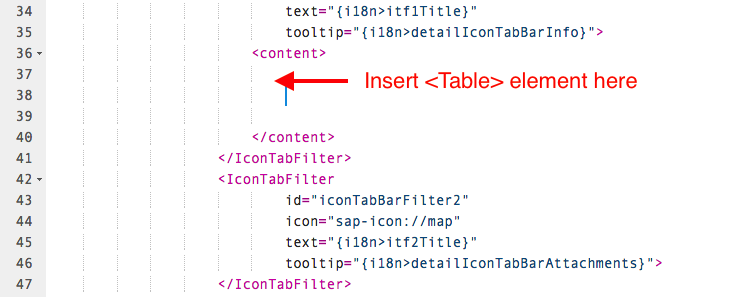 34 text="{i18n>itf1Title}"
35 tooltip="{i18n>detailIconTabBarInfo}">
36 <content>
37 Insert <Table> element here
38
39
40 </content>
41 </IconTabFilter>
42 <IconTabFilter
43 id="iconTabBarFilter2"
44 icon="sap-icon://map"
45 text="{i18n>itf2Title}"
46 tooltip="{i18n>detailIconTabBarAttachments}">
47 </IconTabFilter>